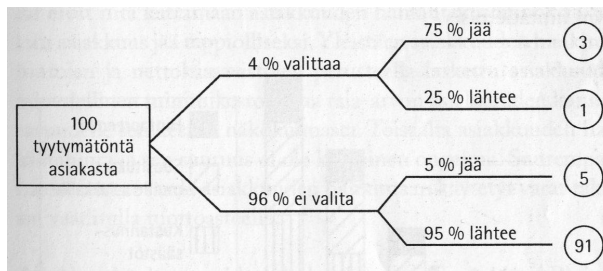 75 % jää
3
4 % valittaa
25 % lähtee
1
100
tyytymätöntä
asiakasta
5 % jää
5
96 % ei valita
95 % lähtee
91